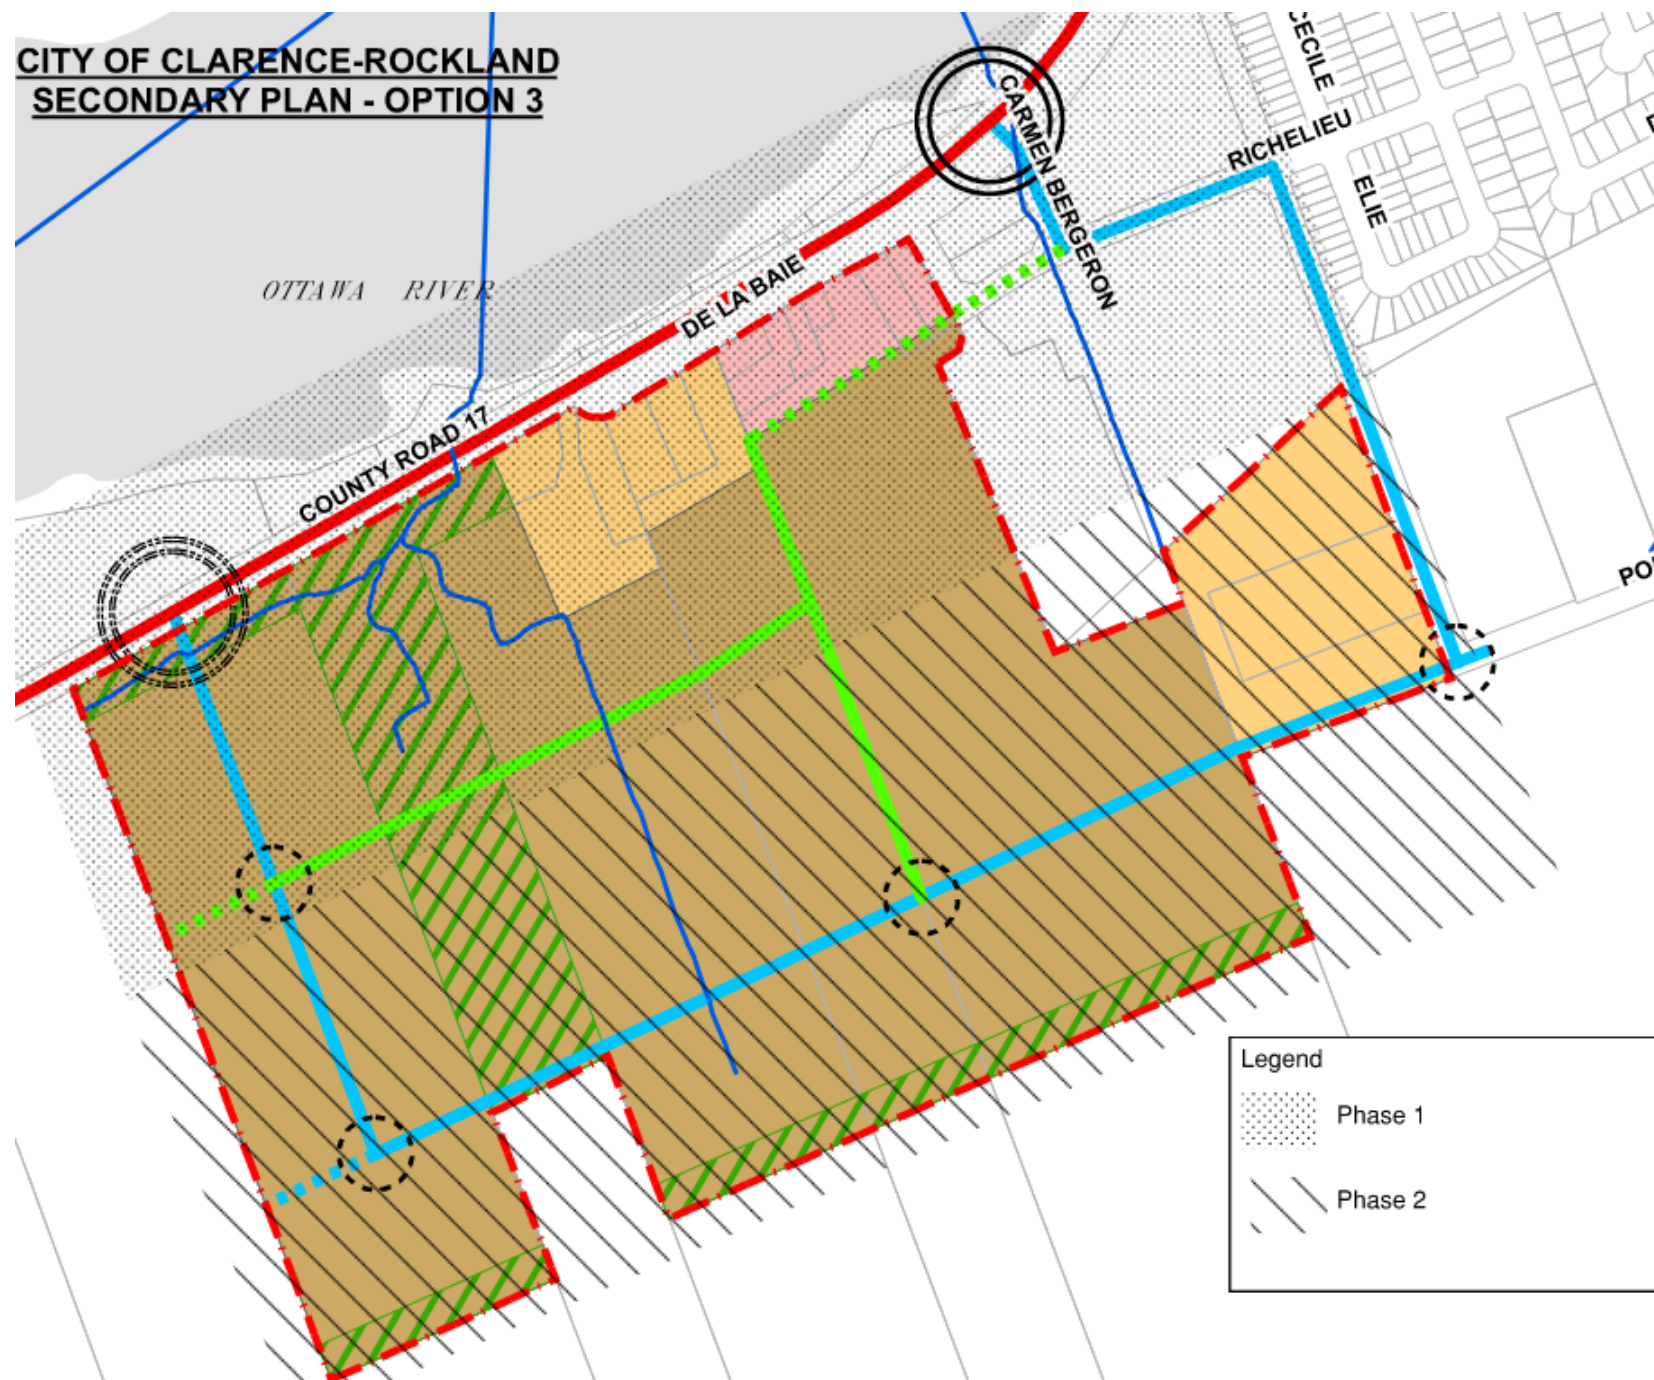 CITY OF CLARENCE-ROCKLAND
SECONDARY PLAN - OPTION 3
CECILE
CARMEN BERGERON
RICHELIEU
ELIE
OTTAWA RIVER
DE LA BAIE
COUNTY ROAD 17
Legend
Phase 1
Phase 2